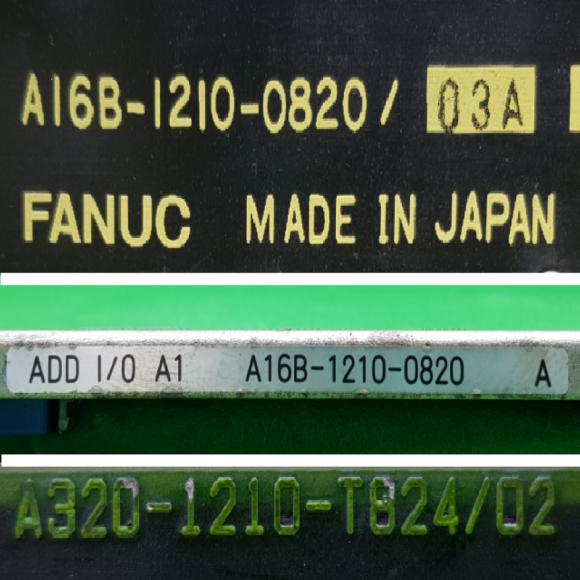 A16B-1210-0820/ 03A
FANUC MADE IN JAPAN
ADD I/O A1 A16B-1210-0820 A
A320-1210-T824/02